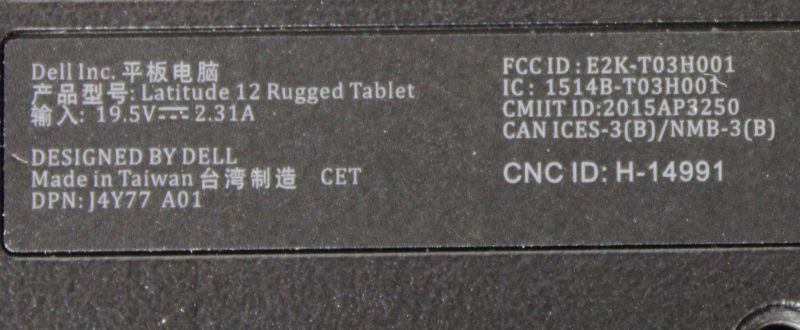 Dell Inc. 平板电脑
产品型号: Latitude 12 Rugged Tablet
输入: 19.5V⎓ 2.31A
DESIGNED BY DELL
Made in Taiwan 台湾制造 CET
DPN: J4Y77 A01
FCC ID : E2K-T03H001
IC : 1514B-T03H001
CMIIT ID:2015AP3250
CAN ICES-3(B)/NMB-3(B)
CNC ID: H-14991